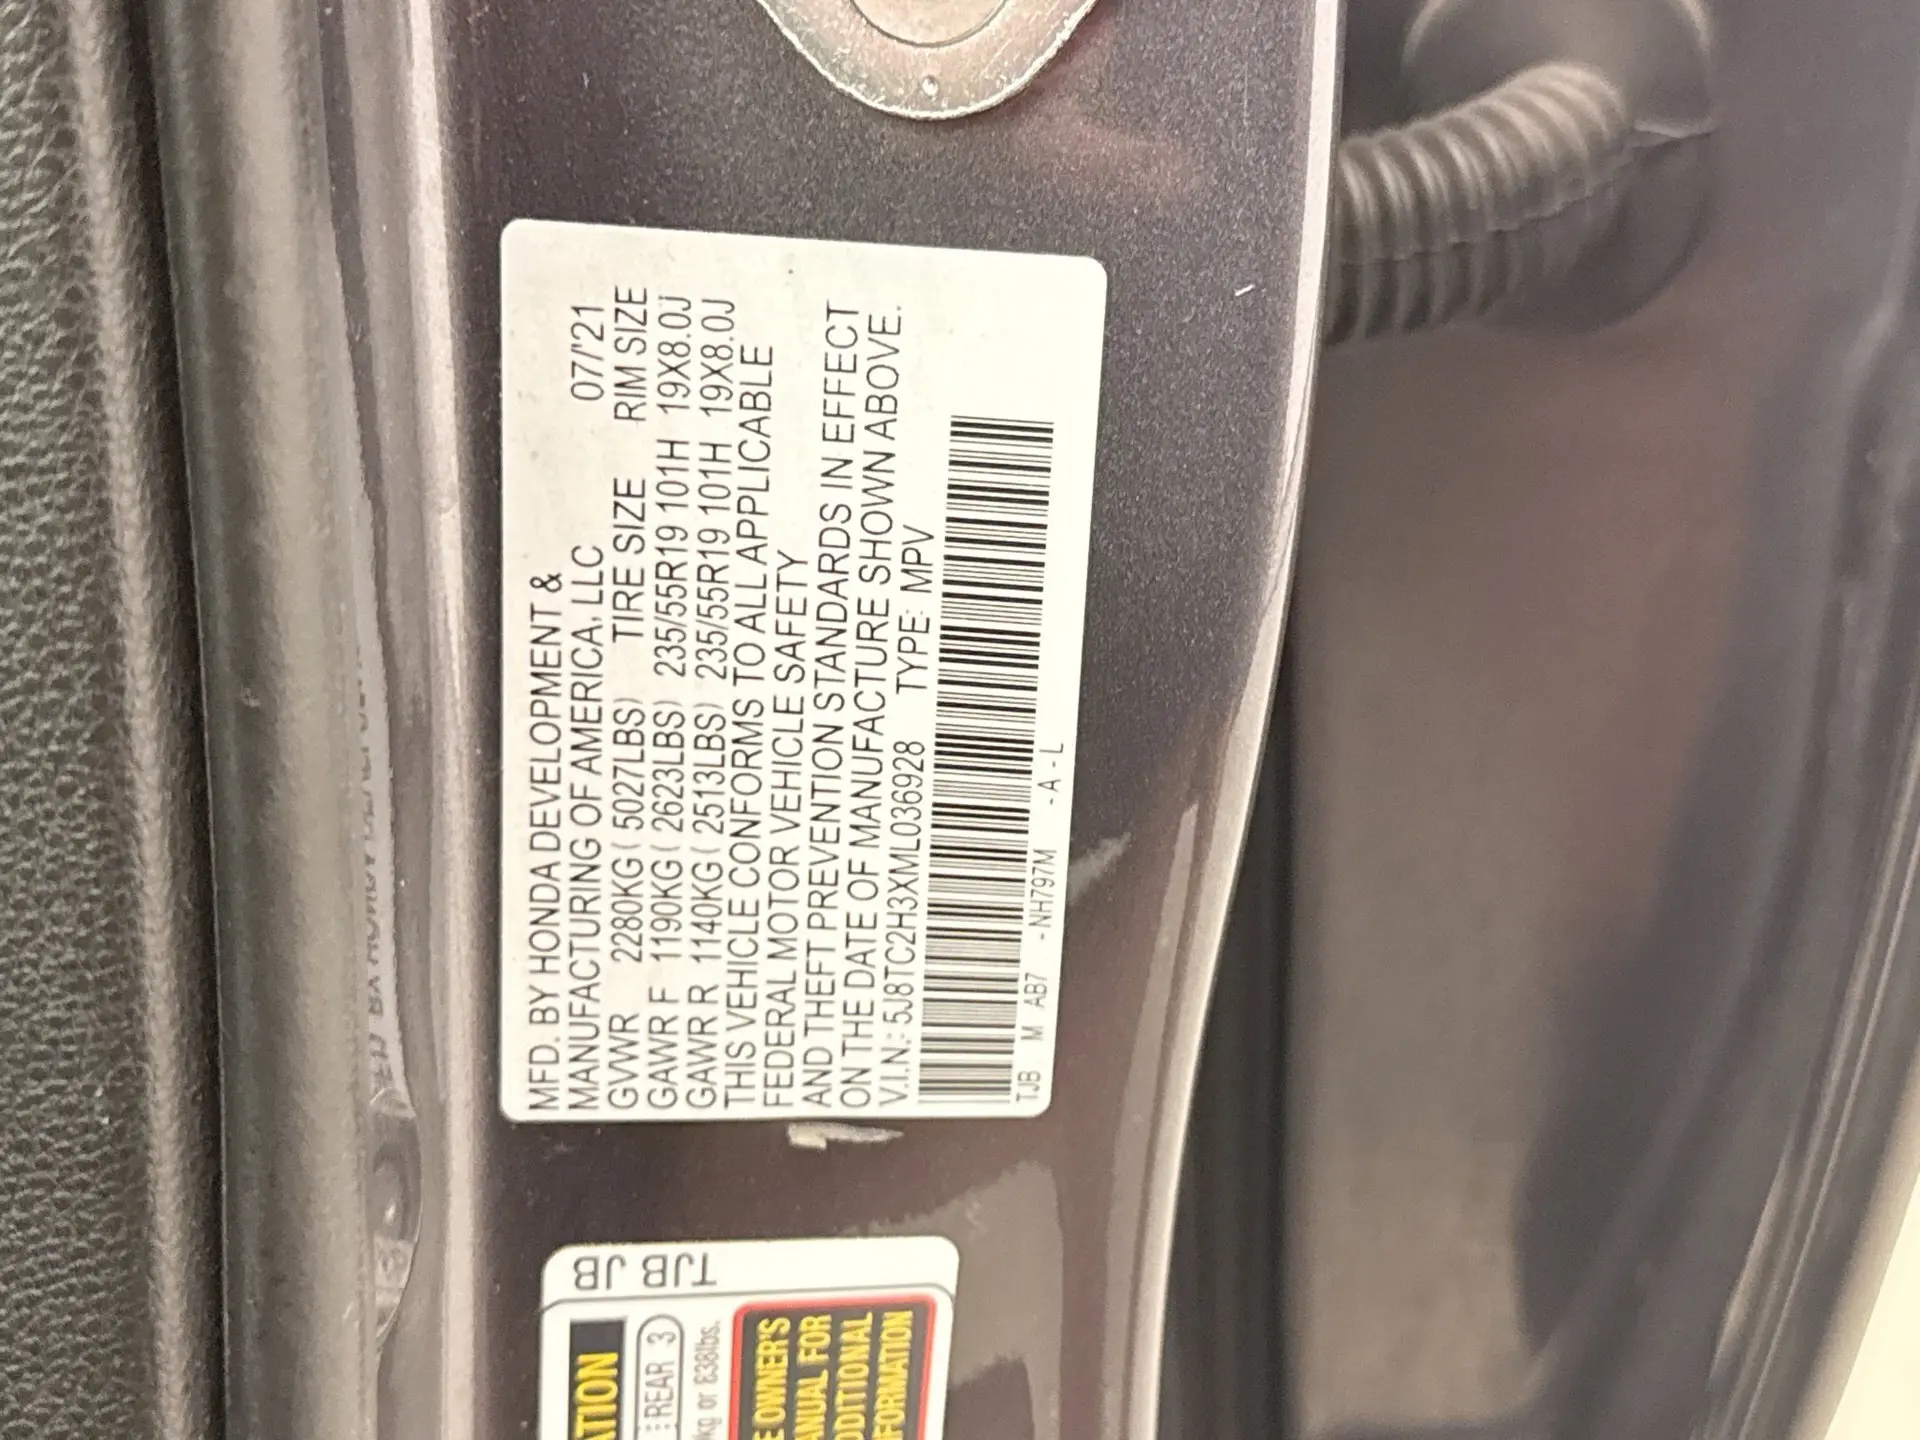 MFD. BY HONDA DEVELOPMENT &
MANUFACTURING OF AMERICA, LLC 07/'21
GVWR 2280KG ( 5027LBS) TIRE SIZE RIM SIZE
GAWR F 1190KG ( 2623LBS) 235/55R19 101H 19X8.0J
GAWR R 1140KG ( 2513LBS) 235/55R19 101H 19X8.0J
THIS VEHICLE CONFORMS TO ALL APPLICABLE
FEDERAL MOTOR VEHICLE SAFETY
AND THEFT PREVENTION STANDARDS IN EFFECT
ON THE DATE OF MANUFACTURE SHOWN ABOVE.
V.I.N.: 5J8TC2H3XML036928 TYPE: MPV
TJB M AB7 -NH797M -A - L
TJB JB
REAR 3
kg or 838lbs.
OWNER'S
FOR